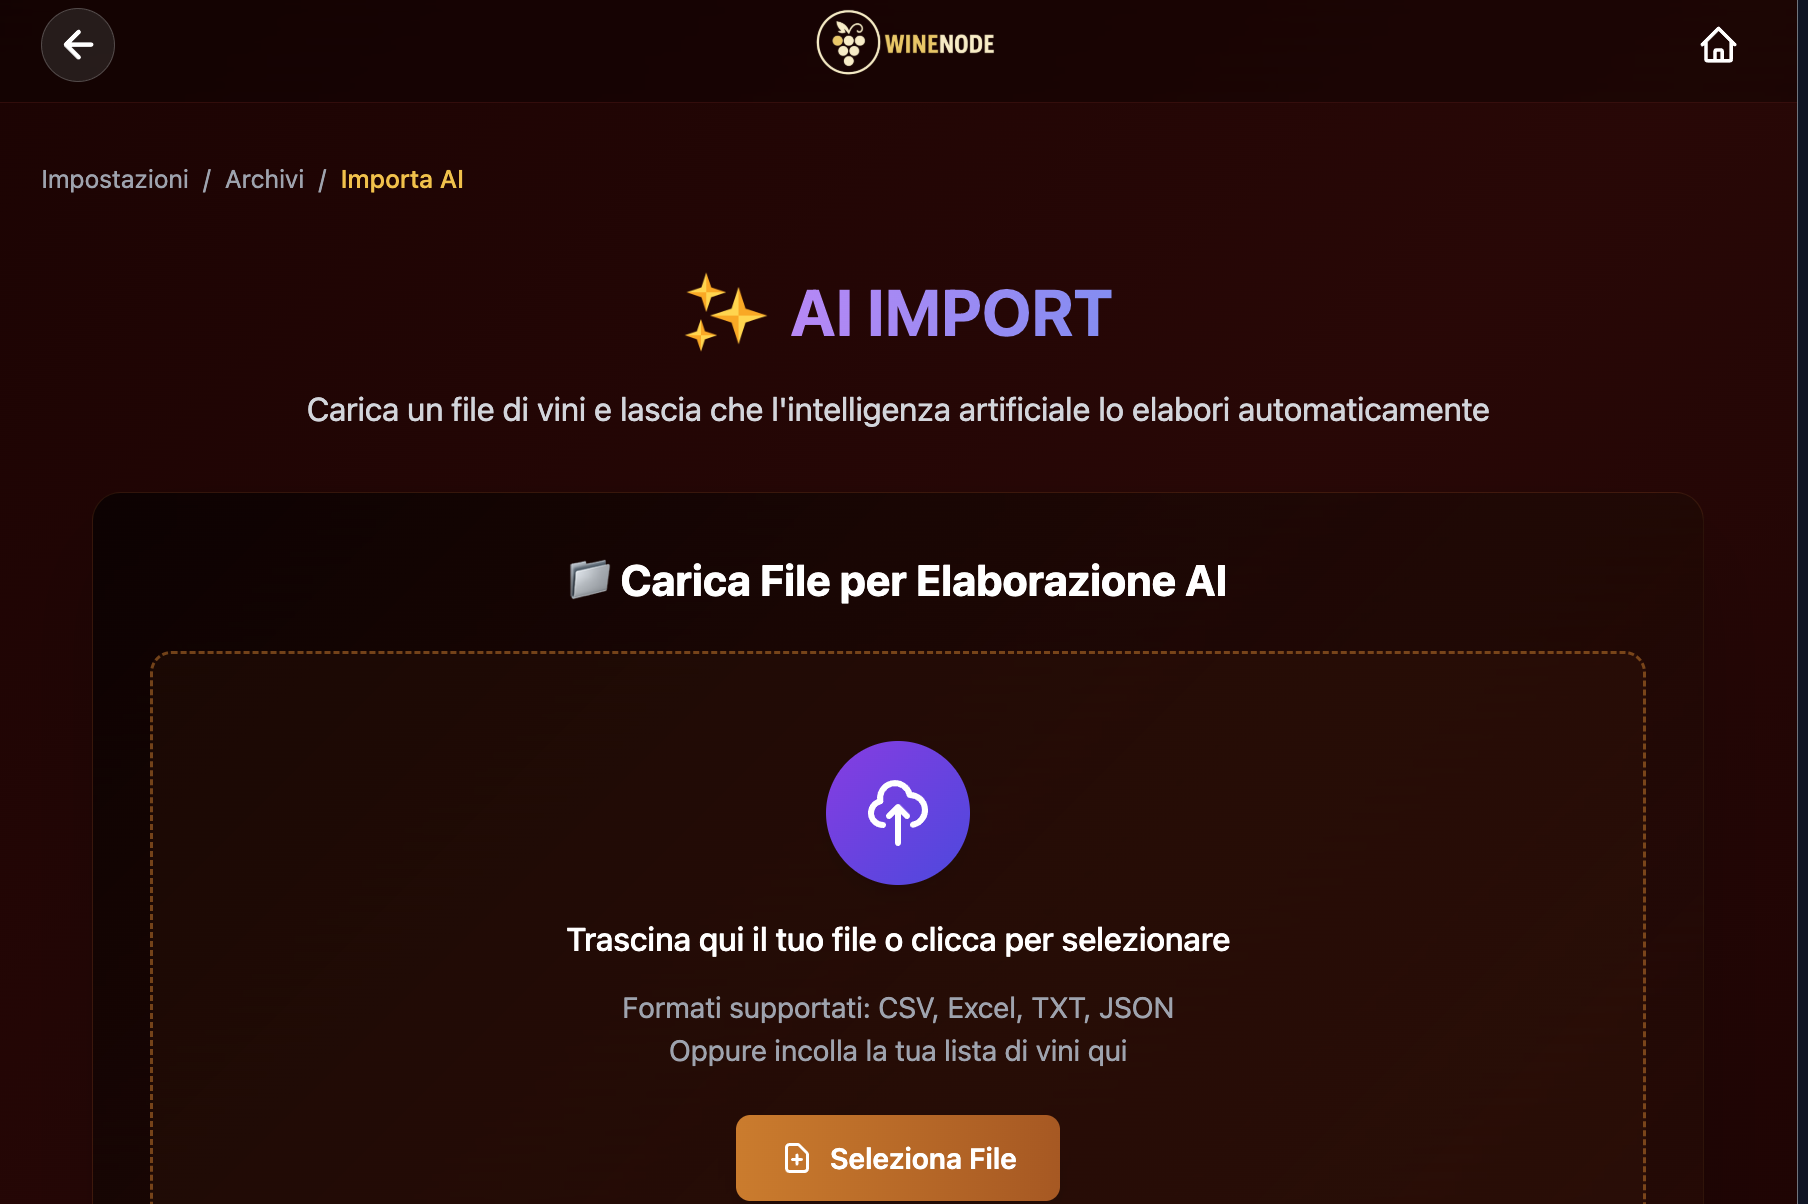 WINENODE
Impostazioni / Archivi / Importa AI
AI IMPORT
Carica un file di vini e lascia che l'intelligenza artificiale lo elabori automaticamente
Carica File per Elaborazione AI
Trascina qui il tuo file o clicca per selezionare
Formati supportati: CSV, Excel, TXT, JSON
Oppure incolla la tua lista di vini qui
Seleziona File